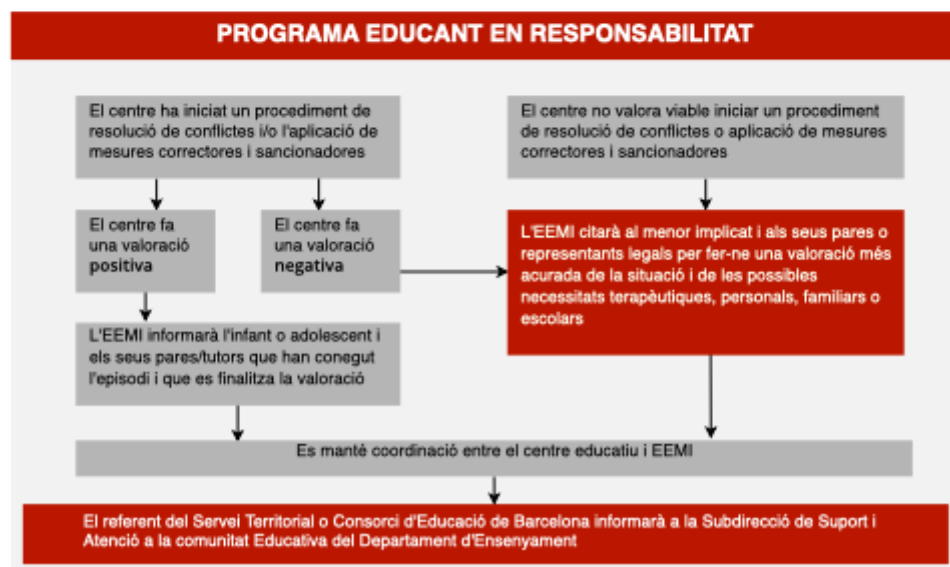 PROGRAMA EDUCANT EN RESPONSABILITAT
El centre ha iniciat un procediment de
resolució de conflictes i/o l'aplicació de
mesures correctores i sancionadores
El centre no valora viable iniciar un procediment
de resolució de conflictes o aplicació de mesures
correctores i sancionadores
El centre fa
una valoració
positiva
El centre fa
una valoració
negativa
L'EEMI citarà al menor implicat i als seus pares o
representants legals per fer-ne una valoració més
acurada de la situació i de les possibles
necessitats terapèutiques, personals, familiars o
escolars
L'EEMI informarà l'infant o adolescent i
els seus pares/tutors que han conegut
l'episodi i que es finalitza la valoració
Es manté coordinació entre el centre educatiu i EEMI
El referent del Servei Territorial o Consorci d'Educació de Barcelona informarà a la Subdirecció de Suport i
Atenció a la comunitat Educativa del Departament d'Ensenyament